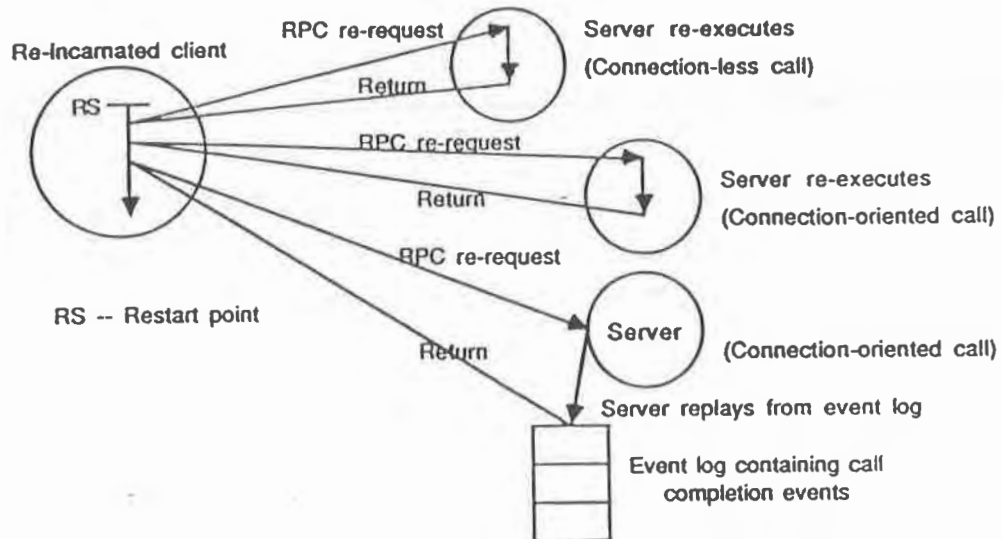 RPC re-request
Server re-executes
(Connection-less call)
Re-incarnated client
RS
Return
RPC re-request
Return
Server re-executes
(Connection-oriented call)
RPC re-request
RS -- Restart point
Server
(Connection-oriented call)
Return
Server replays from event log
Event log containing call
completion events